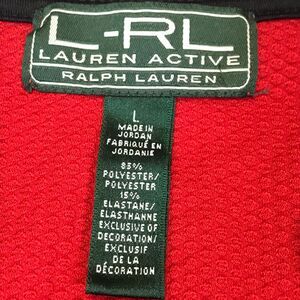 L-RL
LAUREN ACTIVE
RALPH LAUREN
L
MADE IN
JORDAN
FABRIQUÉ EN
JORDANIE
85%
POLYESTER/
POLYESTER
15%
ELASTANE/
ELASTHANNE
EXCLUSIVE OF
DECORATION/
EXCLUSIF
DE LA
DÉCORATION